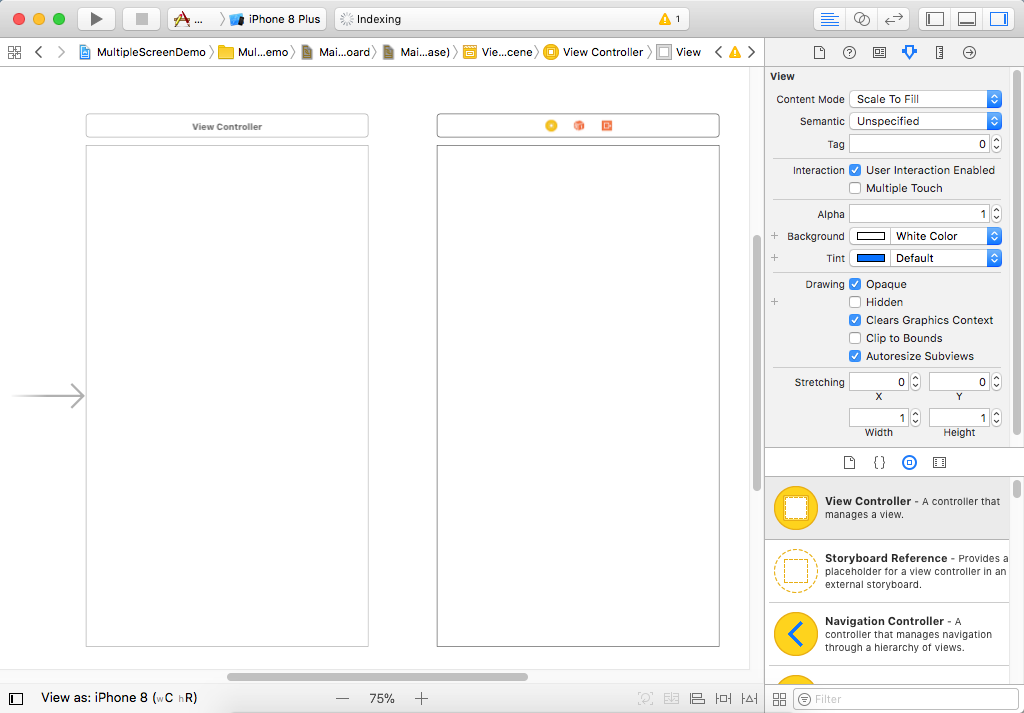 ... iPhone 8 Plus Indexing 1
MultipleScreenDemo Mul...emo Mai...oard Mai...ase) Vie...cene View Controller View
View Controller
View
Content Mode Scale To Fill
Semantic Unspecified
Tag 0
Interaction User Interaction Enabled
Multiple Touch
Alpha 1
Background White Color
Tint Default
Drawing Opaque
Hidden
Clears Graphics Context
Clip to Bounds
Autoresize Subviews
Stretching 0 0
X Y
1 1
Width Height
{}
View Controller - A controller that
manages a view.
Storyboard Reference - Provides a
placeholder for a view controller in an
external storyboard.
Navigation Controller - A
controller that manages navigation
through a hierarchy of views.
View as: iPhone 8 (wC hR) — 75% + Filter